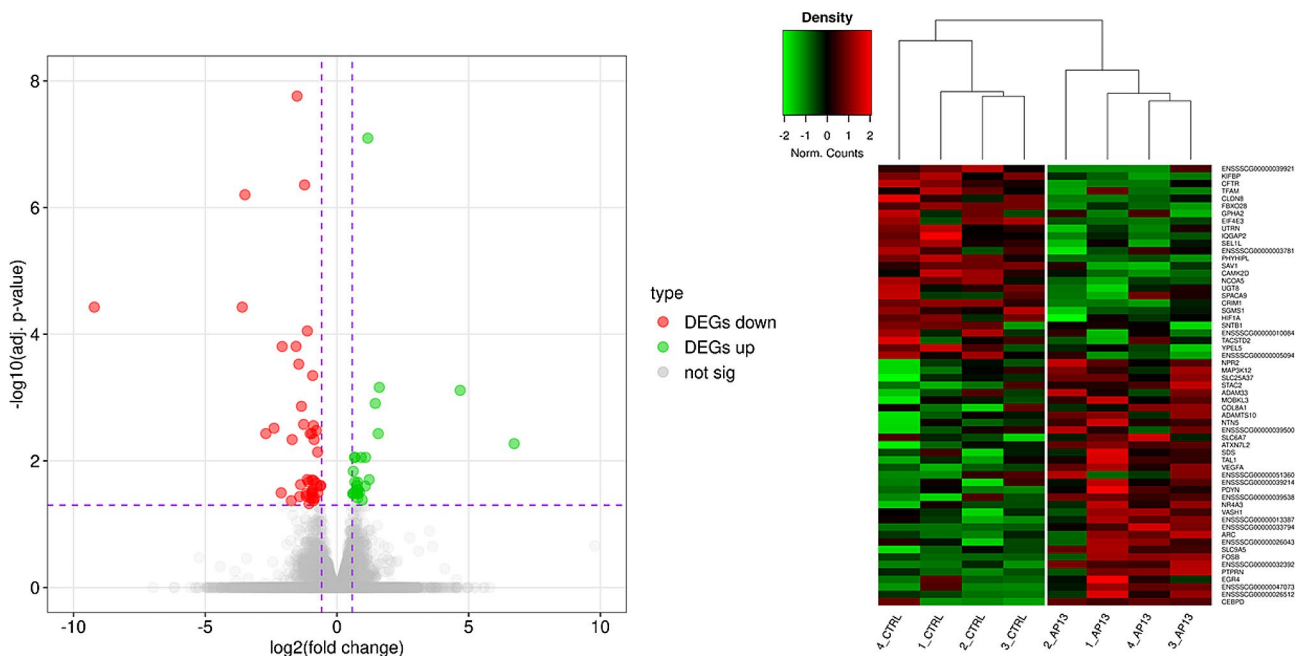 8
6
4
2
0
-log10(adj. p-value)
-10
-5
0
5
10
log2(fold change)
type
DEGs down
DEGs up
not sig
Density
-2 -1 0 1 2
Norm. Counts
ENSSSCG00000039921
KIFBP
CFTR
TFAM
CLDN8
FBXO28
GPHA2
EIF4E3
UTRN
IQGAP2
SEL1L
ENSSSCG00000003781
PHYHIPL
SAV1
CAMK2D
NCOA5
UGT8
SPACA9
CRIM1
SGMS1
HIF1A
SNTB1
ENSSSCG00000010084
TACSTD2
YPEL5
ENSSSCG00000005094
NPR2
MAP3K12
SLC25A37
STAC2
ADAM33
MOBKL3
COL8A1
ADAMTS10
NTN5
ENSSSCG00000039500
SLC6A7
ATXN7L2
SDS
TAL1
VEGFA
ENSSSCG00000051360
ENSSSCG00000039214
PDYN
ENSSSCG00000039538
NR4A3
VASH1
ENSSSCG00000013387
ENSSSCG00000033794
ARC
ENSSSCG00000026043
SLC9A5
FOSB
ENSSSCG00000032392
PTPRN
EGR4
ENSSSCG00000047073
ENSSSCG00000026512
CEBPD
4_CTRL
1_CTRL
2_CTRL
3_CTRL
2_AP13
1_AP13
4_AP13
3_AP13